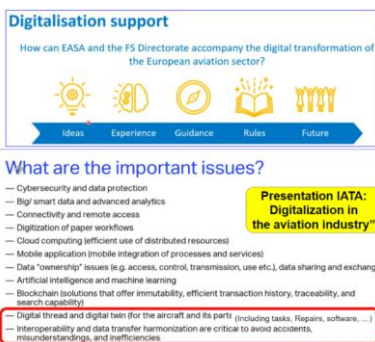 Digitalisation support
How can EASA and the FS Directorate accompany the digital transformation of
the European aviation sector?
Ideas Experience Guidance Rules Future
What are the important issues?
— Cybersecurity and data protection
— Big/ smart data and advanced analytics
— Connectivity and remote access
— Digitization of paper workflows
— Cloud computing (efficient use of distributed resources)
— Mobile application (mobile integration of processes and services)
— Data "ownership" issues (e.g. access, control, transmission, use etc.), data sharing and exchang
— Artificial intelligence and machine learning
— Blockchain (solutions that offer immutability, efficient transaction history, traceability, and
search capability)
Presentation IATA:
Digitalization in
the aviation industry"
— Digital thread and digital twin (for the aircraft and its parts (Including tasks, Repairs, software, ...)
— Interoperability and data transfer harmonization are critical to avoid accidents,
misunderstandings, and inefficiencies